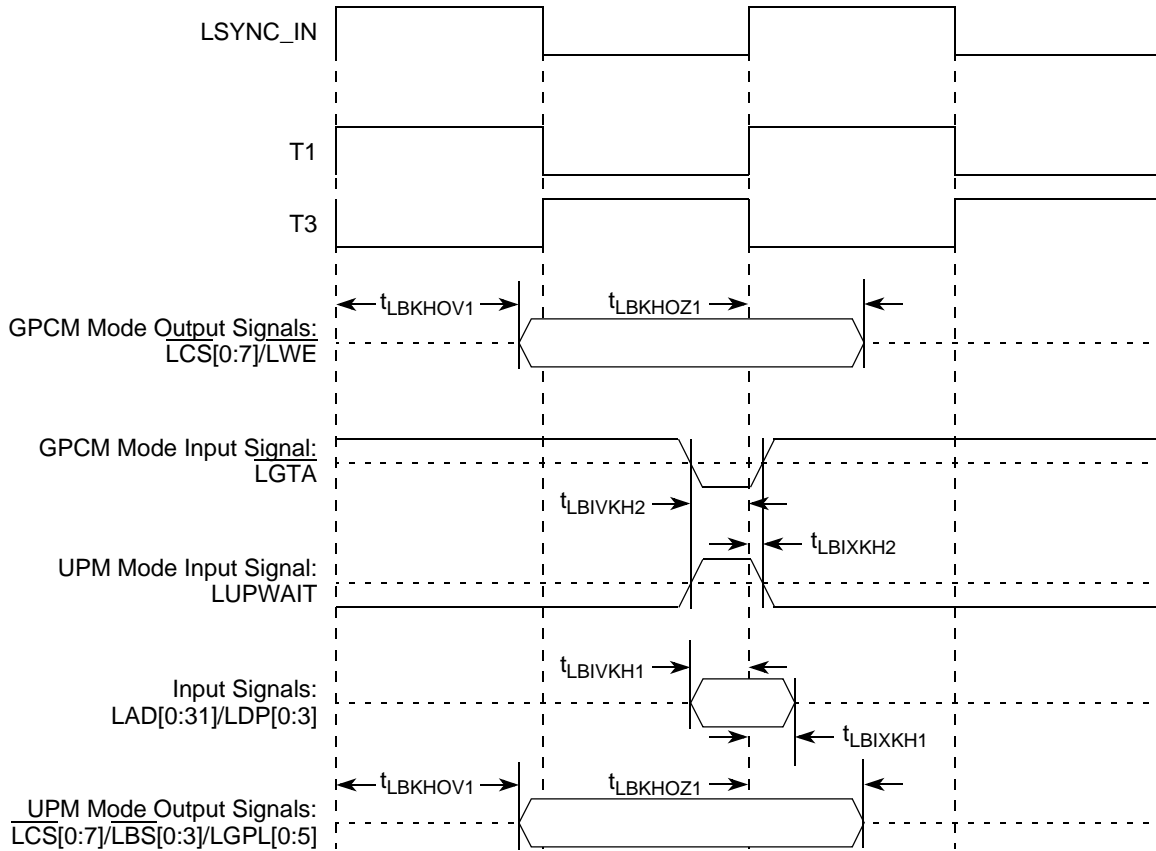 LSYNC_IN
T1
T3
tLBKHOV1
tLBKHOZ1
GPCM Mode Output Signals:
LCS[0:7]/LWE
GPCM Mode Input Signal:
LGTA
tLBIVKH2
tLBIXKH2
UPM Mode Input Signal:
LUPWAIT
tLBIVKH1
Input Signals:
LAD[0:31]/LDP[0:3]
tLBIXKH1
tLBKHOV1
tLBKHOZ1
UPM Mode Output Signals:
LCS[0:7]/LBS[0:3]/LGPL[0:5]